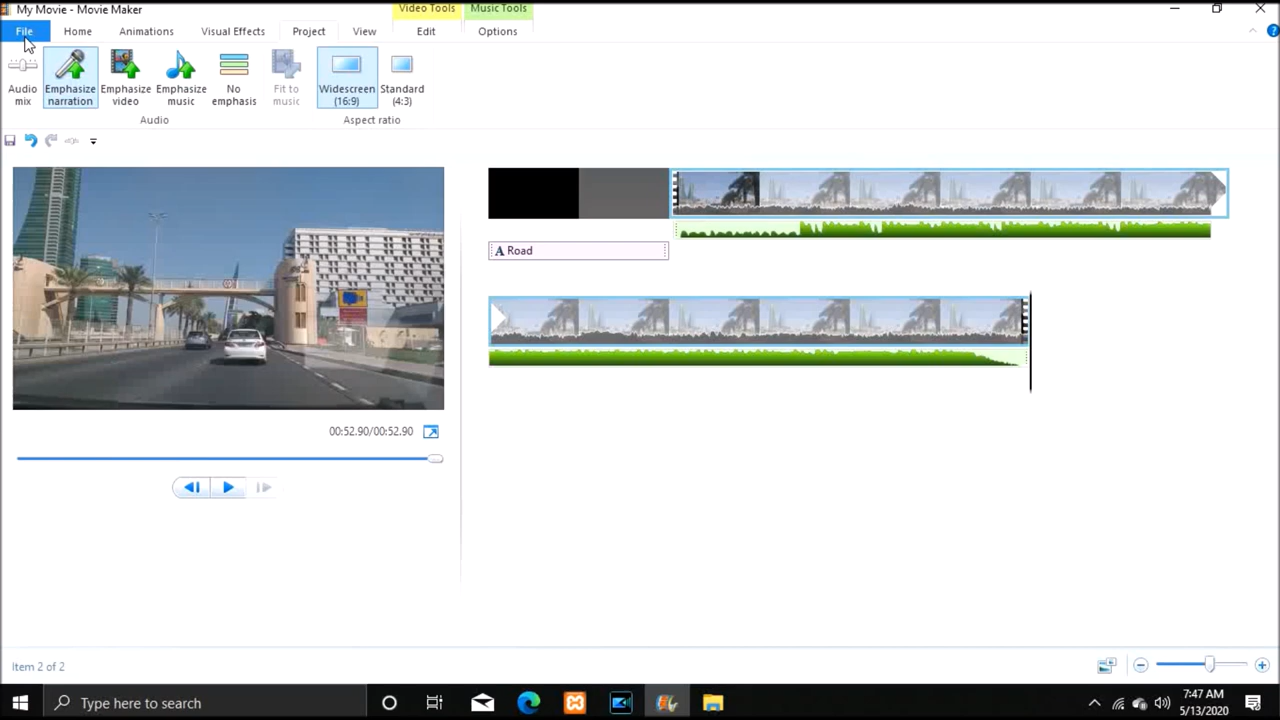 My Movie - Movie Maker
Video Tools
Music Tools
File
Home
Animations
Visual Effects
Project
View
Edit
Options
Audio mix
Emphasize narration
Emphasize video
Emphasize music
No emphasis
Fit to music
Widescreen (16:9)
Standard (4:3)
Audio
Aspect ratio
A Road
00:52.90/00:52.90
Item 2 of 2
Type here to search
7:47 AM
5/13/2020